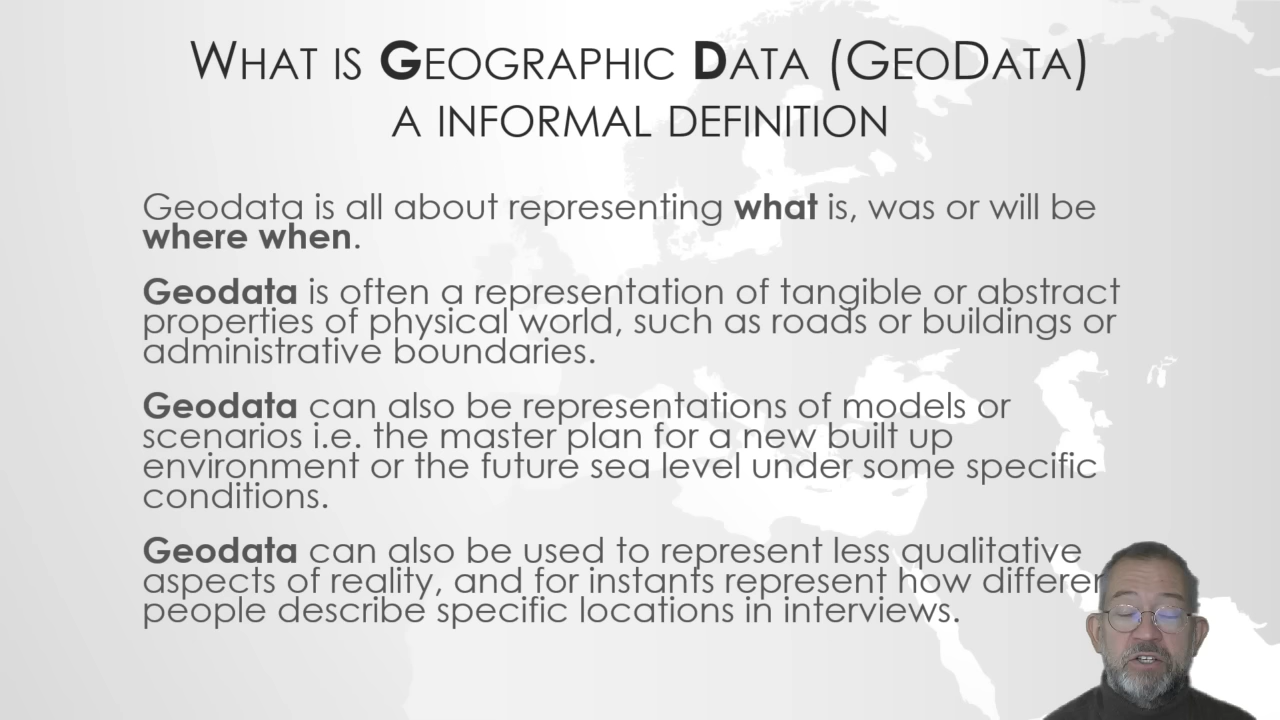 What is Geographic Data (GeoData)
a informal definition
Geodata is all about representing what is, was or will be
where when.
Geodata is often a representation of tangible or abstract
properties of physical world, such as roads or buildings or
administrative boundaries.
Geodata can also be representations of models or
scenarios i.e. the master plan for a new built up
environment or the future sea level under some specific
conditions.
Geodata can also be used to represent less qualitative
aspects of reality, and for instants represent how differen
people describe specific locations in interviews.